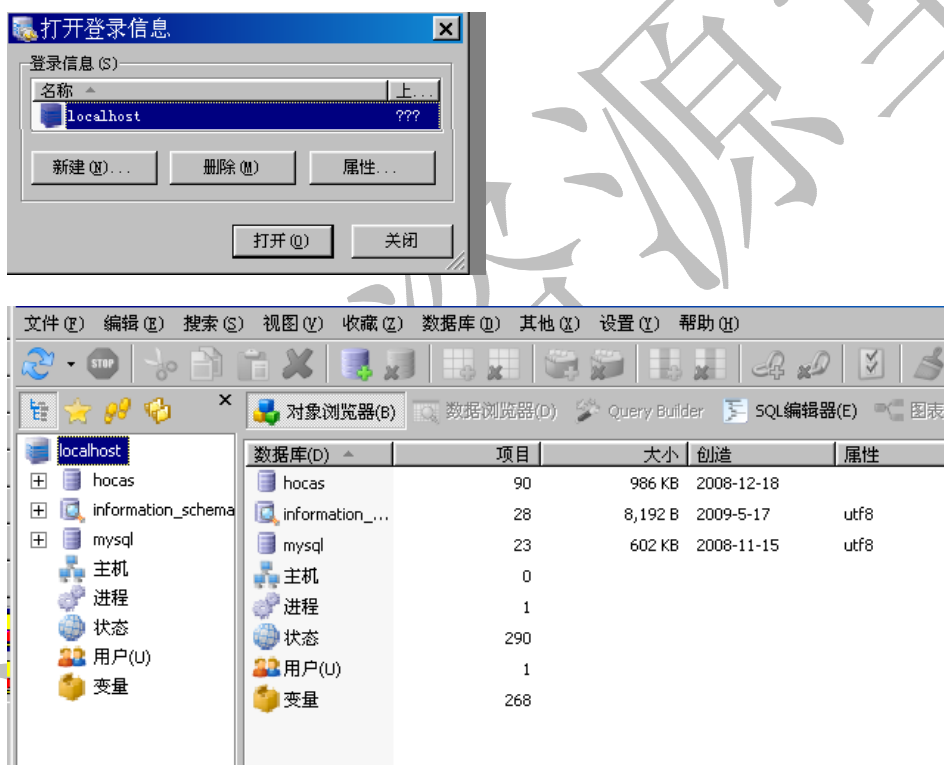 打开登录信息
登录信息(S)
名称 上...
localhost ???
新建(N)... 删除(M) 属性...
打开(O) 关闭
文件(F) 编辑(E) 搜索(S) 视图(V) 收藏(Z) 数据库(D) 其他(X) 设置(Y) 帮助(H)
STOP
对象浏览器(B) 数据浏览器(D) Query Builder SQL编辑器(E) 图表
localhost
hocas
information_schema
mysql
主机
进程
状态
用户(U)
变量
数据库(D) 项目 大小 创造 属性
hocas 90 986 KB 2008-12-18
information_... 28 8,192 B 2009-5-17 utf8
mysql 23 602 KB 2008-11-15 utf8
主机 0
进程 1
状态 290
用户(U) 1
变量 268